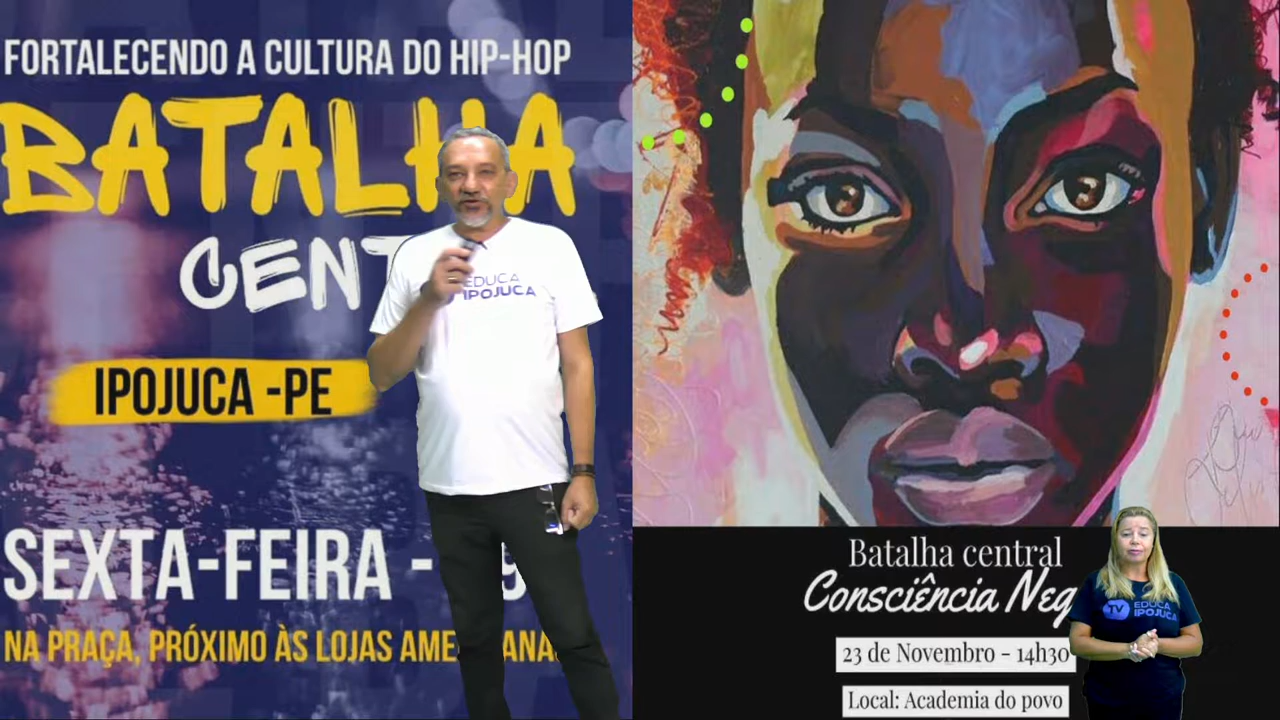 FORTALECENDO A CULTURA DO HIP-HOP
BATALHA
CENT
IPOJUCA -PE
SEXTA-FEIRA -
NA PRAÇA, PRÓXIMO ÀS LOJAS AME ANA
EDUCA
IPOJUCA
Batalha central
Consciência Neg
23 de Novembro - 14h30
Local: Academia do povo
TV EDUCA
IPOJUCA